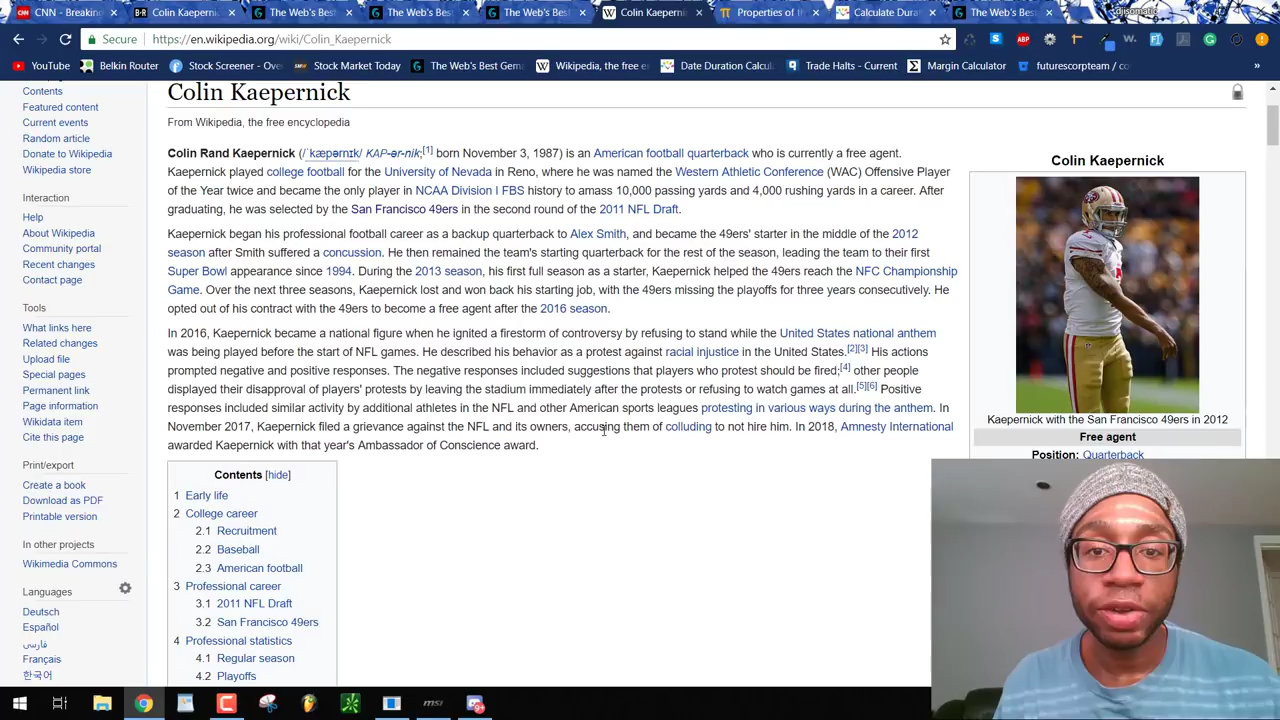 CNN - Breakin
Colin Kaepernic
The Web's Best
The Web's Best
The Web's Best
Colin Kaeperni
Properties of th
Calculate Durat
The Web's Best
Secure
https://en.wikipedia.org/wiki/Colin_Kaepernick
YouTube
Belkin Router
Stock Screener - Ove
Stock Market Today
The Web's Best Gem
Wikipedia, the free e
Date Duration Calcu
Trade Halts - Current
Margin Calculator
futurescorpteam / co
»
Contents
Featured content
Current events
Random article
Donate to Wikipedia
Wikipedia store
Interaction
Help
About Wikipedia
Community portal
Recent changes
Contact page
Tools
What links here
Related changes
Upload file
Special pages
Permanent link
Page information
Wikidata item
Cite this page
Print/export
Create a book
Download as PDF
Printable version
In other projects
Wikimedia Commons
Languages
Deutsch
Español
فارسی
Français
한국어
Colin Kaepernick
From Wikipedia, the free encyclopedia
Colin Rand Kaepernick (/ˈkæpərnɪk/ KAP-ər-nik;[1] born November 3, 1987) is an American football quarterback who is currently a free agent.
Kaepernick played college football for the University of Nevada in Reno, where he was named the Western Athletic Conference (WAC) Offensive Player
of the Year twice and became the only player in NCAA Division I FBS history to amass 10,000 passing yards and 4,000 rushing yards in a career. After
graduating, he was selected by the San Francisco 49ers in the second round of the 2011 NFL Draft.
Kaepernick began his professional football career as a backup quarterback to Alex Smith, and became the 49ers' starter in the middle of the 2012
season after Smith suffered a concussion. He then remained the team's starting quarterback for the rest of the season, leading the team to their first
Super Bowl appearance since 1994. During the 2013 season, his first full season as a starter, Kaepernick helped the 49ers reach the NFC Championship
Game. Over the next three seasons, Kaepernick lost and won back his starting job, with the 49ers missing the playoffs for three years consecutively. He
opted out of his contract with the 49ers to become a free agent after the 2016 season.
In 2016, Kaepernick became a national figure when he ignited a firestorm of controversy by refusing to stand while the United States national anthem
was being played before the start of NFL games. He described his behavior as a protest against racial injustice in the United States.[2][3] His actions
prompted negative and positive responses. The negative responses included suggestions that players who protest should be fired;[4] other people
displayed their disapproval of players' protests by leaving the stadium immediately after the protests or refusing to watch games at all.[5][6] Positive
responses included similar activity by additional athletes in the NFL and other American sports leagues protesting in various ways during the anthem. In
November 2017, Kaepernick filed a grievance against the NFL and its owners, accusing them of colluding to not hire him. In 2018, Amnesty International
awarded Kaepernick with that year's Ambassador of Conscience award.
Contents [hide]
1 Early life
2 College career
2.1 Recruitment
2.2 Baseball
2.3 American football
3 Professional career
3.1 2011 NFL Draft
3.2 San Francisco 49ers
4 Professional statistics
4.1 Regular season
4.2 Playoffs
Colin Kaepernick
Kaepernick with the San Francisco 49ers in 2012
Free agent
Position: Quarterback